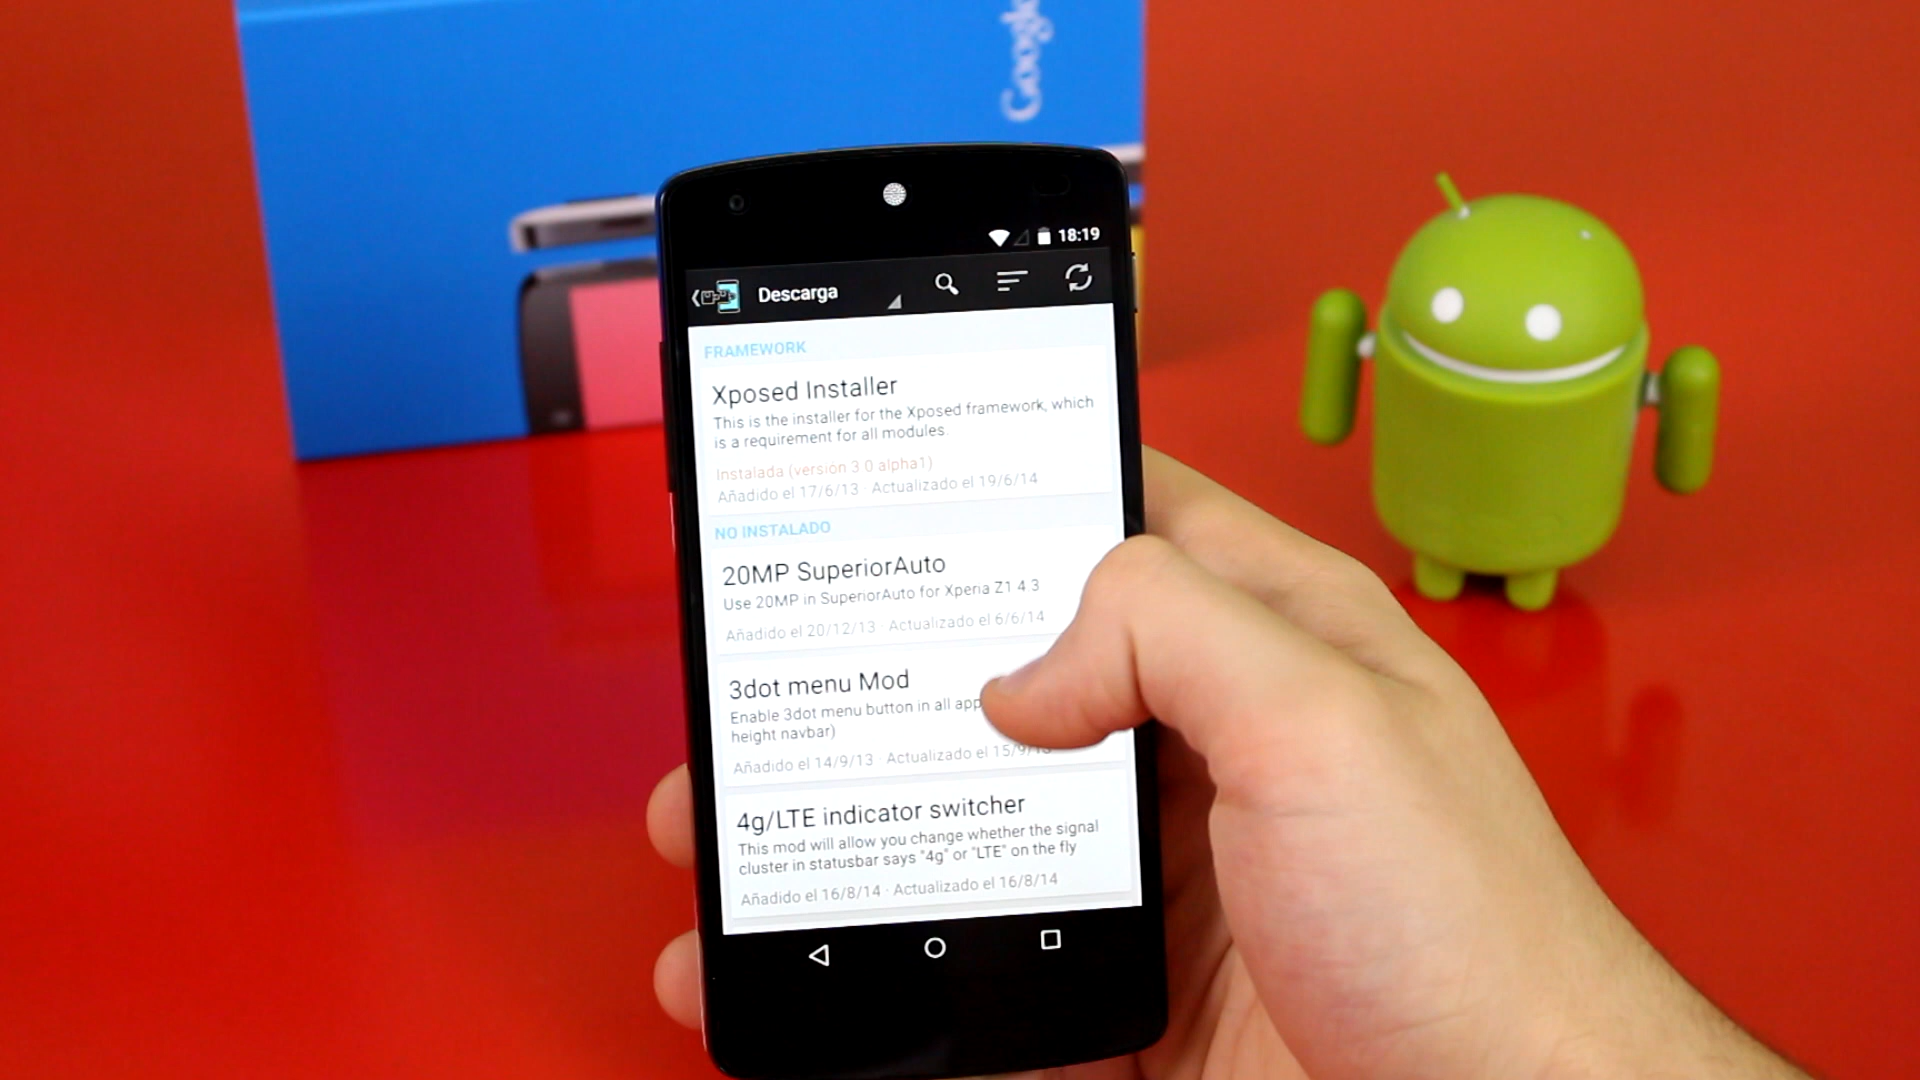 Google
18:19
Descarga
FRAMEWORK
Xposed Installer
This is the installer for the Xposed framework, which
is a requirement for all modules.
Instalada (versión 3.0 alpha1)
Añadido el 17/6/13 · Actualizado el 19/6/14
NO INSTALADO
20MP SuperiorAuto
Use 20MP in SuperiorAuto for Xperia Z1 4.3
Añadido el 20/12/13 · Actualizado el 6/6/14
3dot menu Mod
Enable 3dot menu button in all app
height navbar)
Añadido el 14/9/13 · Actualizado el 15/9/13
4g/LTE indicator switcher
This mod will allow you change whether the signal
cluster in statusbar says "4g" or "LTE" on the fly
Añadido el 16/8/14 · Actualizado el 16/8/14